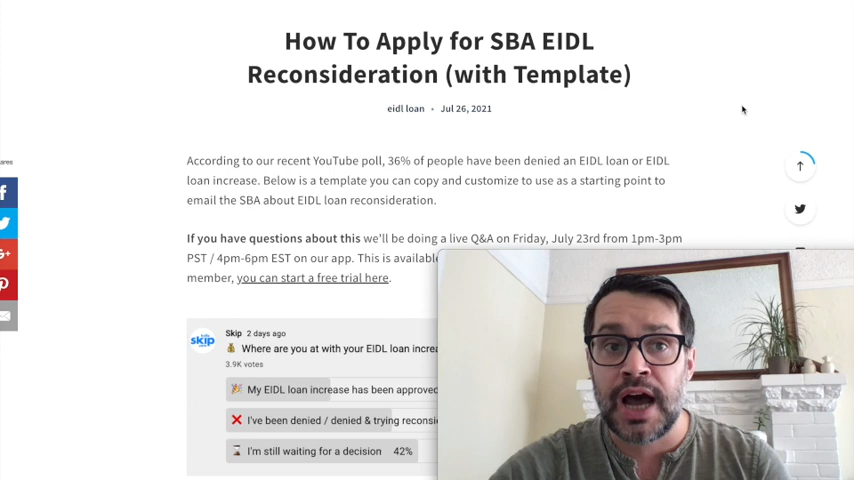 How To Apply for SBA EIDL
Reconsideration (with Template)
eidl loan • Jul 26, 2021
ares
According to our recent YouTube poll, 36% of people have been denied an EIDL loan or EIDL
loan increase. Below is a template you can copy and customize to use as a starting point to
email the SBA about EIDL loan reconsideration.
If you have questions about this we'll be doing a live Q&A on Friday, July 23rd from 1pm-3pm
PST / 4pm-6pm EST on our app. This is availabl
member, you can start a free trial here.
skip
Skip 2 days ago
Where are you at with your EIDL loan increa
3.9K votes
My EIDL loan increase has been approved
I've been denied / denied & trying reconsi
I'm still waiting for a decision 42%